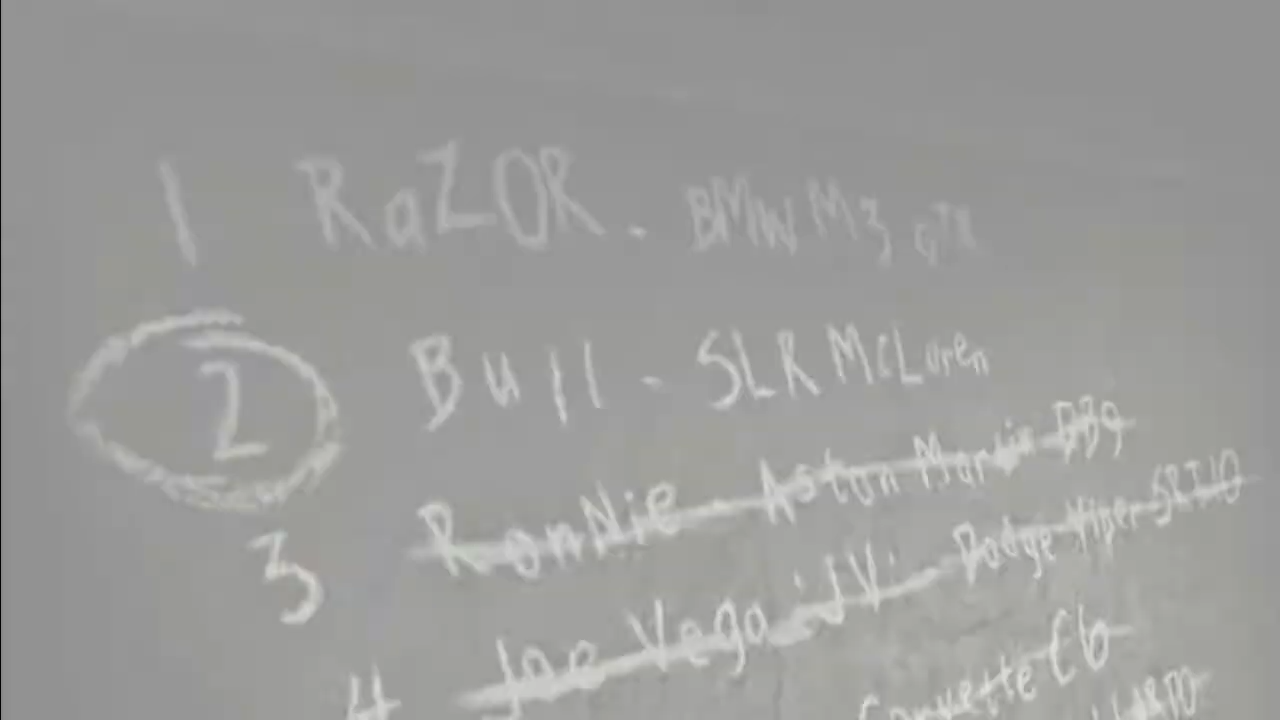 1 RaZOR. BMW M3 GTR
2 Bull - SLR McLaren
3 RonNie - Aston Martin DB9
4 Joe Vega 'JV' - Dodge Viper SRT10
Corvette C6